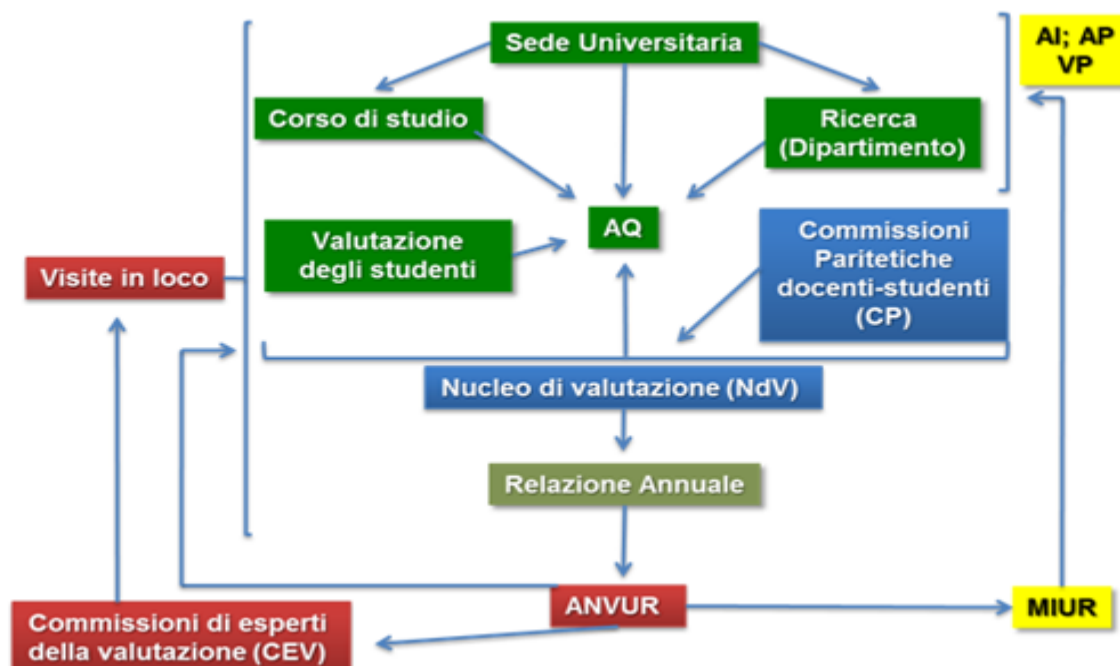 Sede Universitaria
AI; AP
VP
Corso di studio
Ricerca
(Dipartimento)
AQ
Valutazione
degli studenti
Commissioni
Paritetiche
docenti-studenti
(CP)
Visite in loco
Nucleo di valutazione (NdV)
Relazione Annuale
ANVUR
MIUR
Commissioni di esperti
della valutazione (CEV)